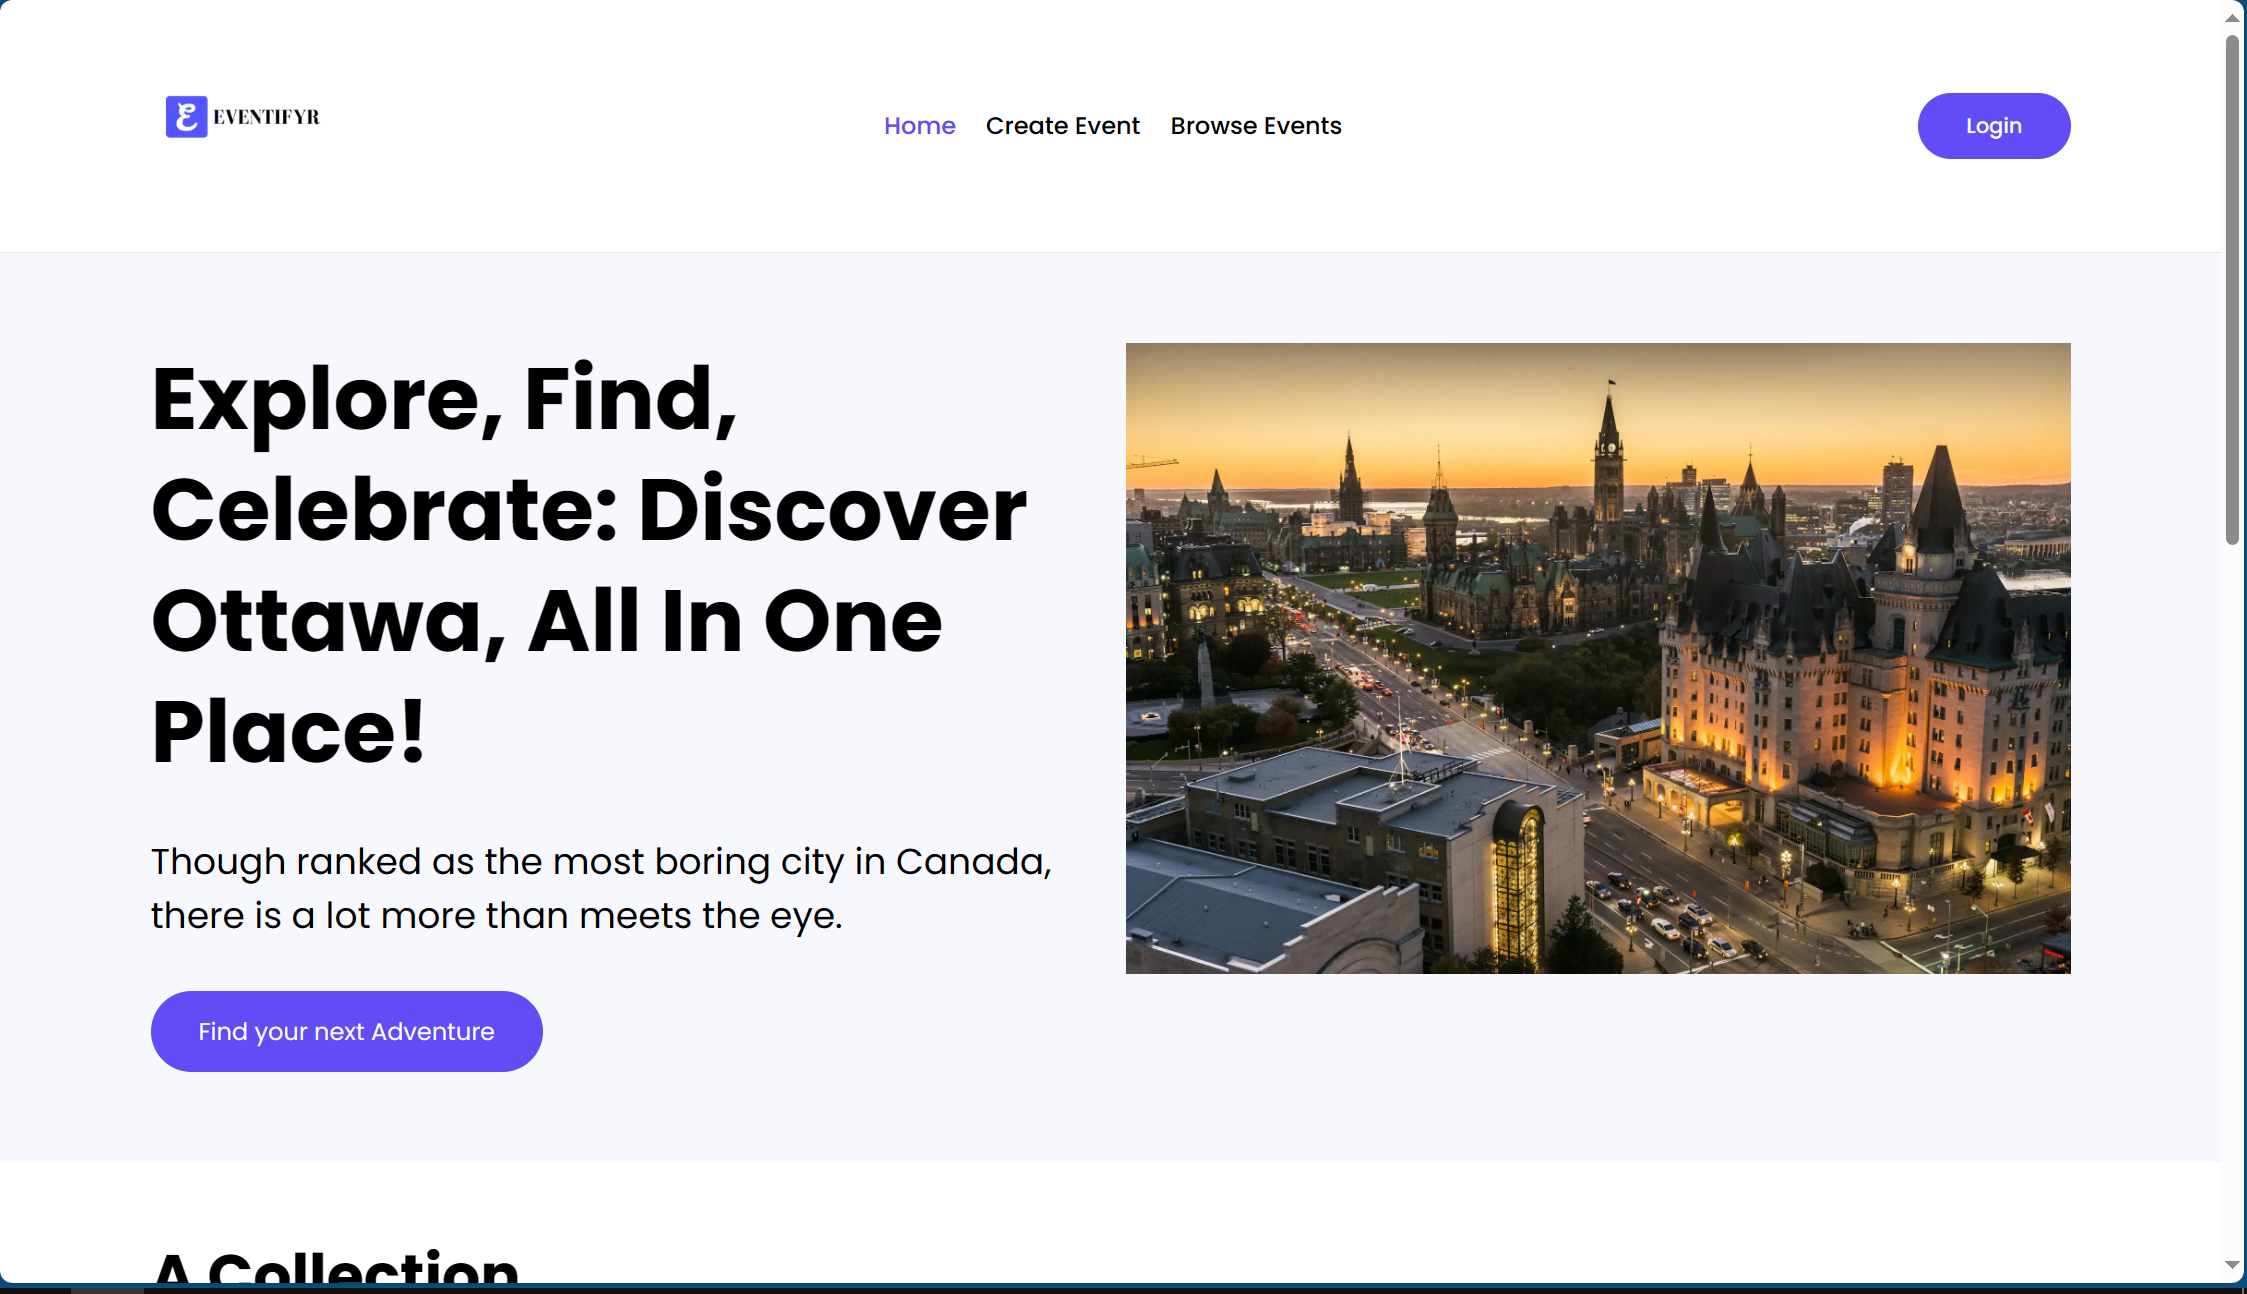 E EVENTIFYR
Home Create Event Browse Events
Login
Explore, Find,
Celebrate: Discover
Ottawa, All In One
Place!
Though ranked as the most boring city in Canada,
there is a lot more than meets the eye.
Find your next Adventure
A Collection